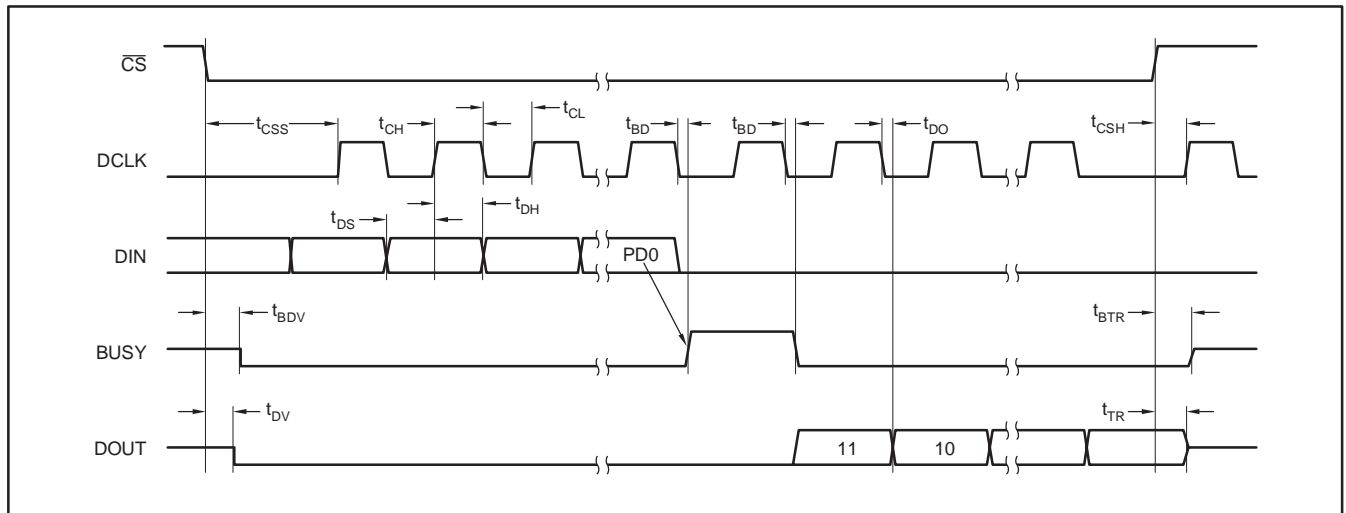 CS
tCSS
tCH
tCL
tBD
tBD
tDO
tCSH
DCLK
tDS
tDH
DIN
PD0
tBDV
tBTR
BUSY
tDV
tTR
DOUT
11
10